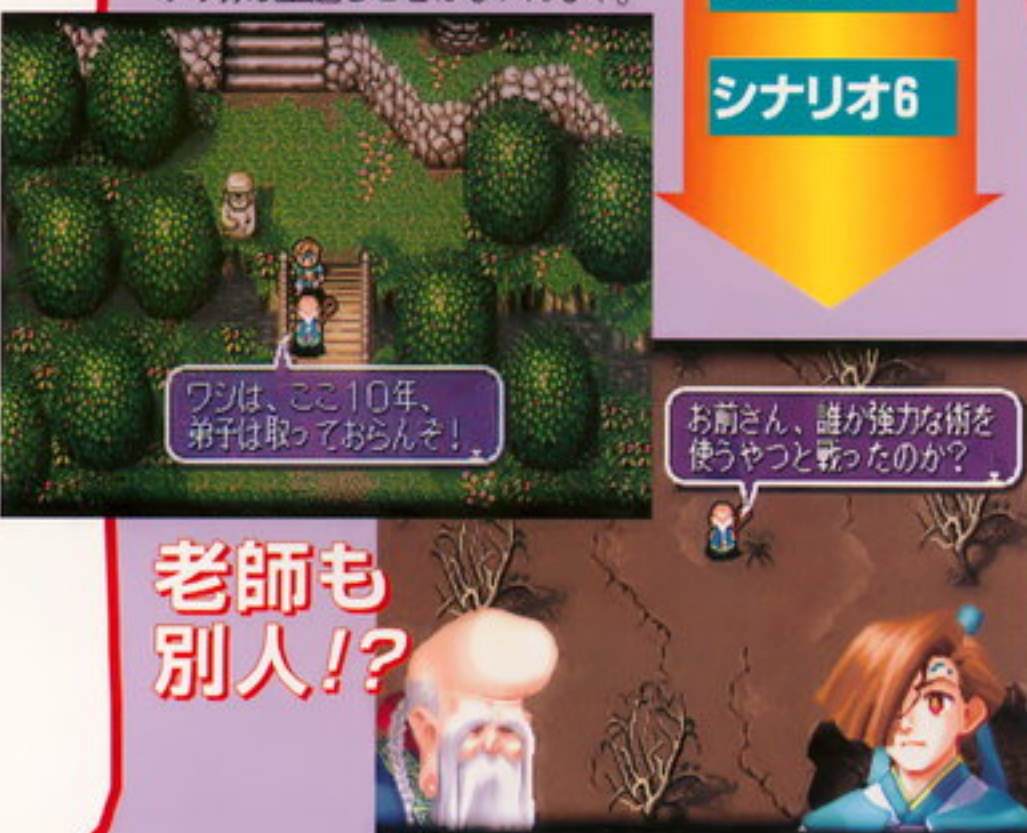 シナリオ6
ワシは、ここ10年、
弟子は取っておらんぞ！
お前さん、誰か強力な術を
使うやつと戦ったのか？
老師も
別人!?